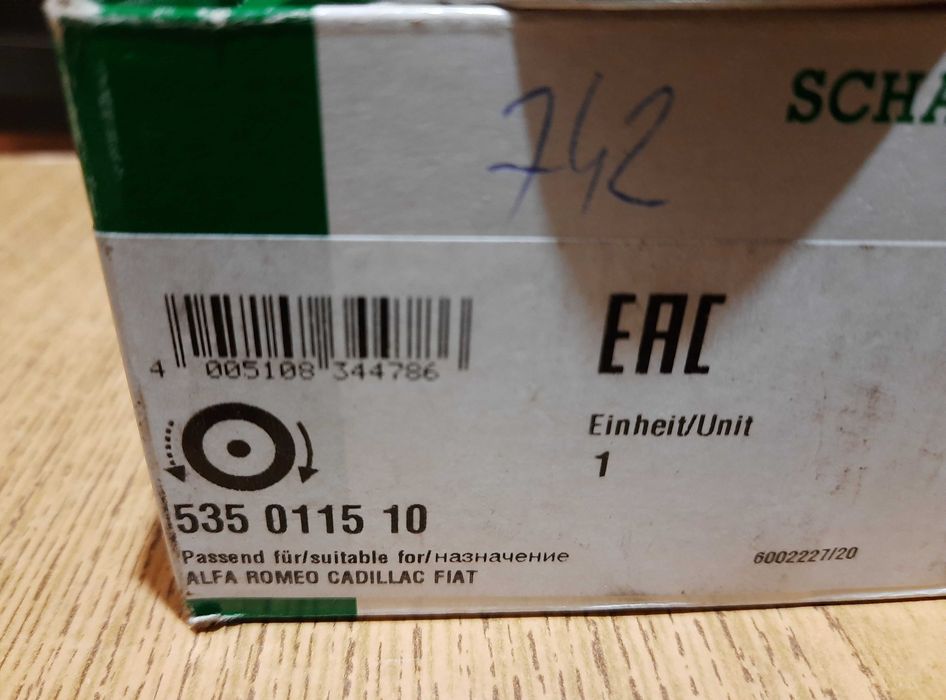 742
SCHA
EAC
4 005108 344786
Einheit/Unit
1
535 0115 10
Passend für/suitable for/назначение
6002227/20
ALFA ROMEO CADILLAC FIAT